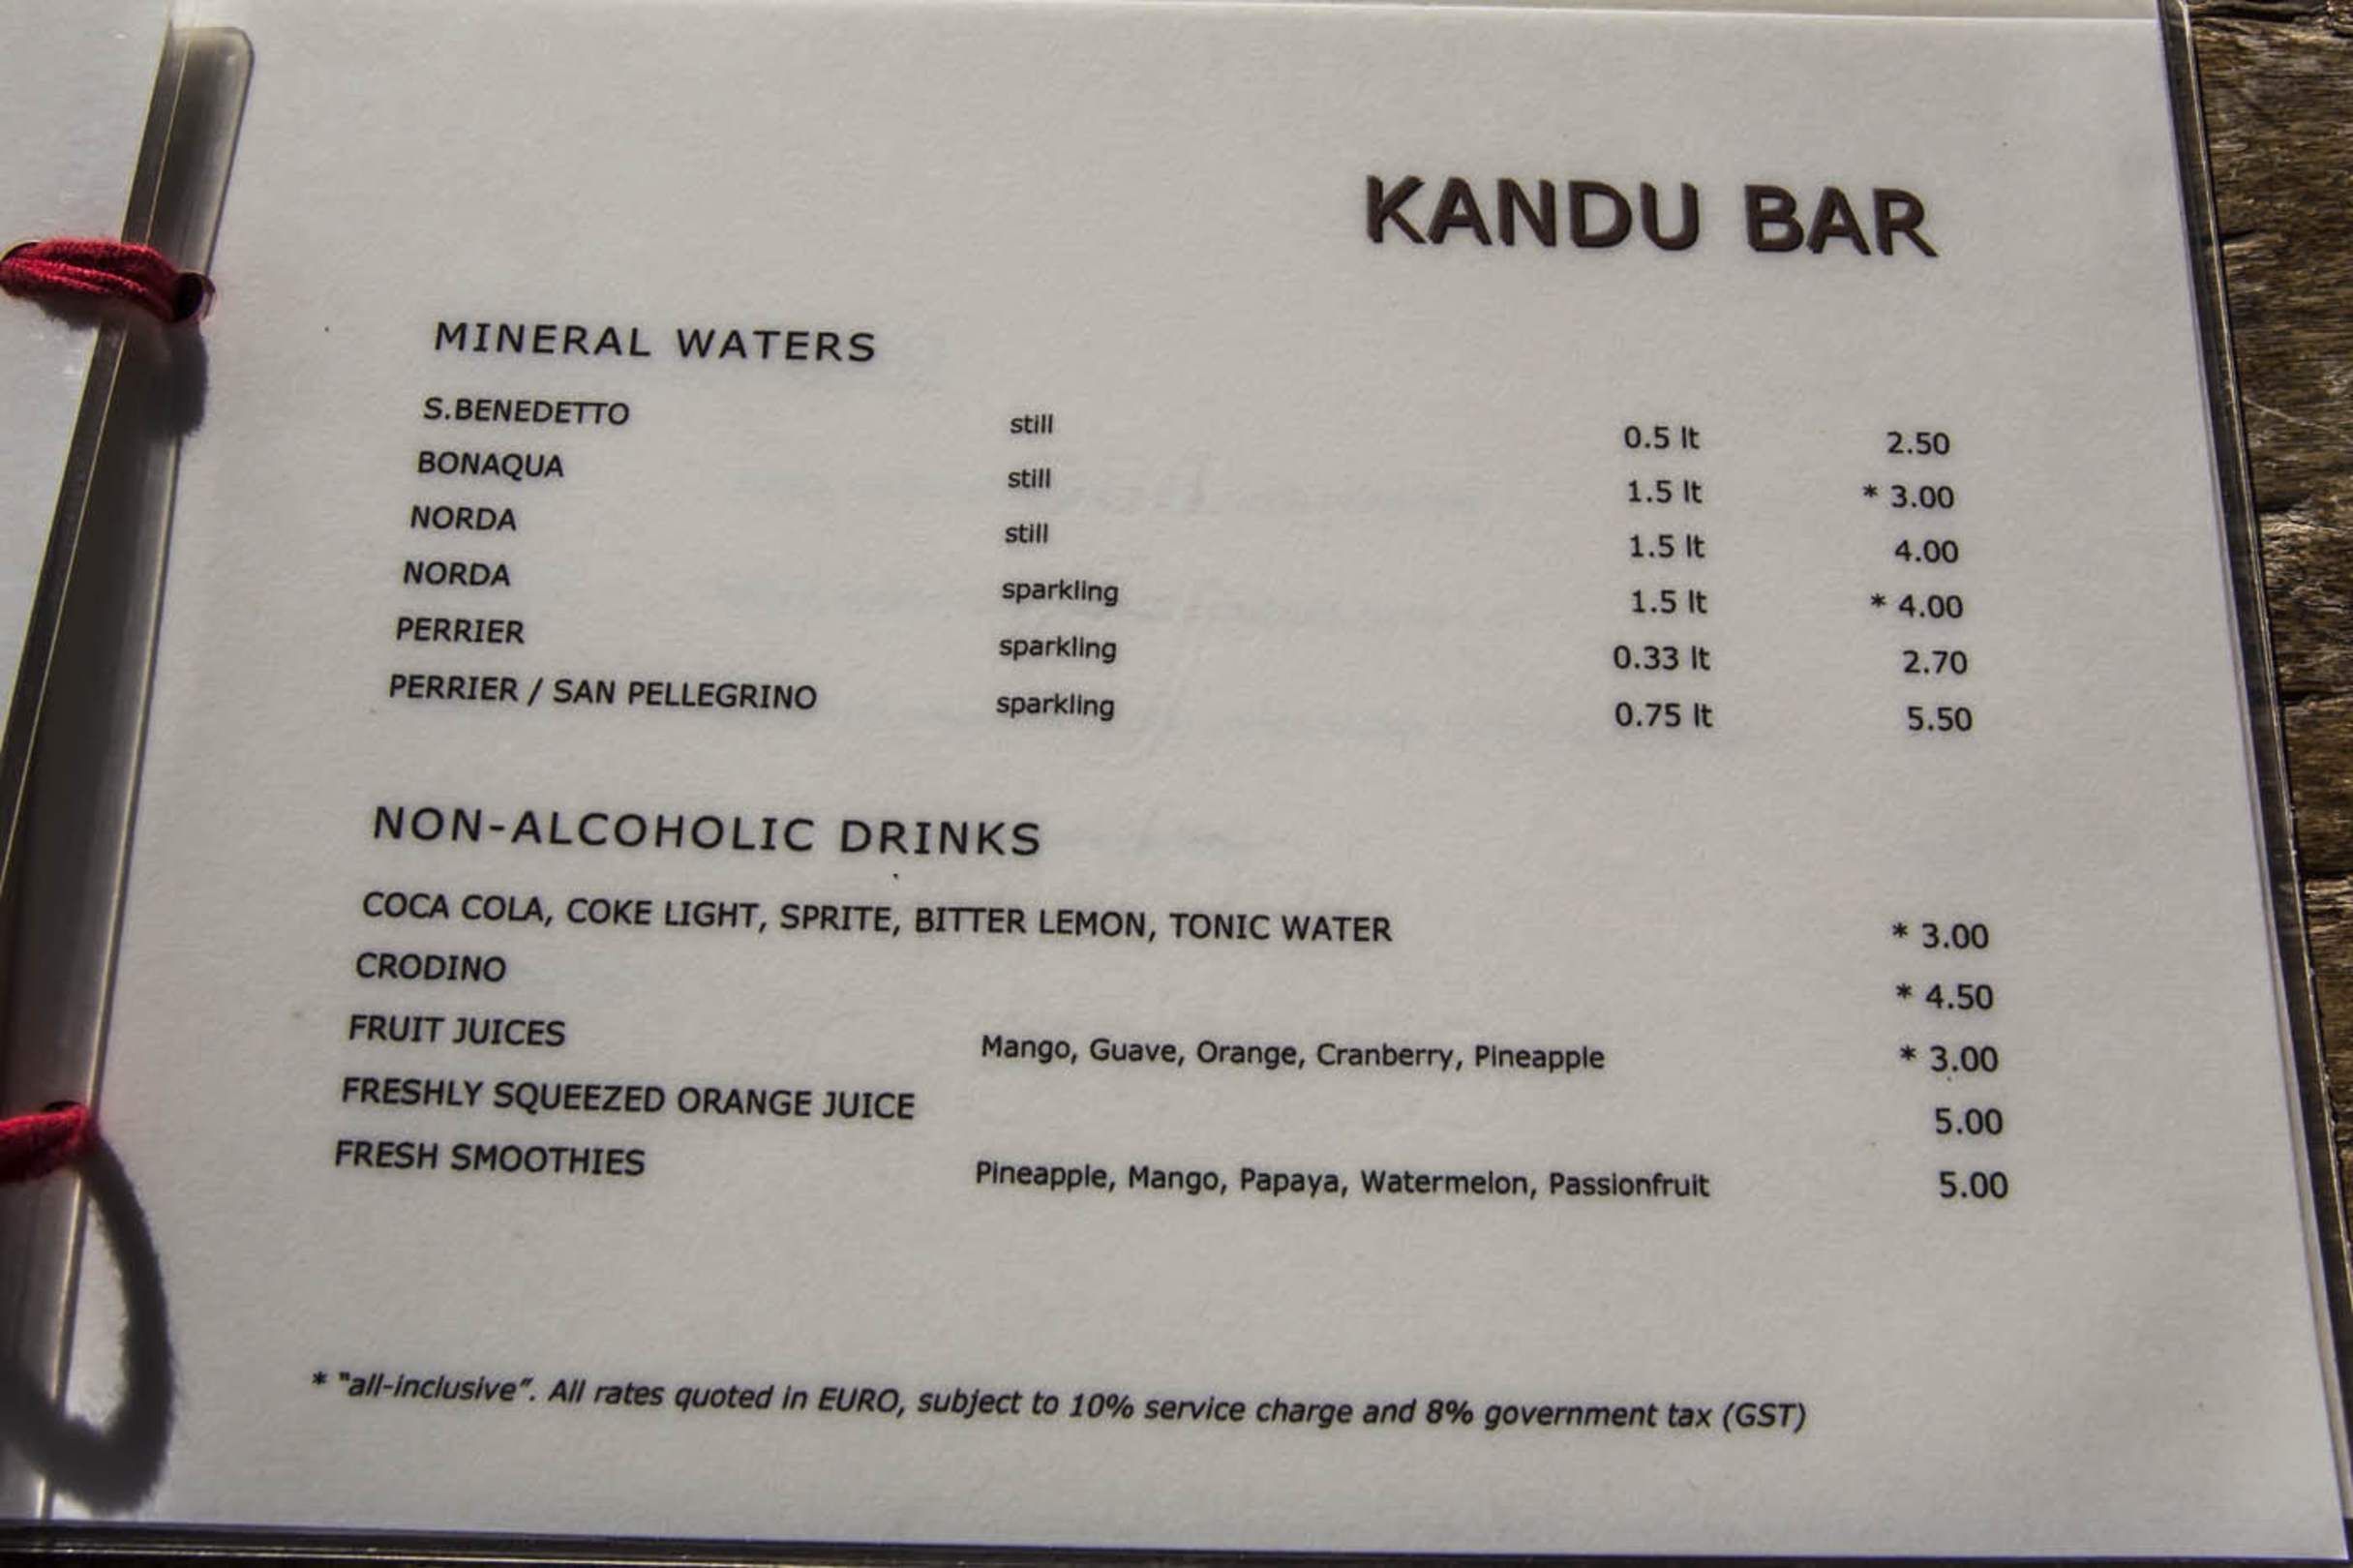 KANDU BAR
MINERAL WATERS
S.BENEDETTO still 0.5 lt 2.50
BONAQUA still 1.5 lt * 3.00
NORDA still 1.5 lt 4.00
NORDA sparkling 1.5 lt * 4.00
PERRIER sparkling 0.33 lt 2.70
PERRIER / SAN PELLEGRINO sparkling 0.75 lt 5.50
NON-ALCOHOLIC DRINKS
COCA COLA, COKE LIGHT, SPRITE, BITTER LEMON, TONIC WATER * 3.00
CRODINO * 4.50
FRUIT JUICES Mango, Guave, Orange, Cranberry, Pineapple * 3.00
FRESHLY SQUEEZED ORANGE JUICE 5.00
FRESH SMOOTHIES Pineapple, Mango, Papaya, Watermelon, Passionfruit 5.00
* "all-inclusive". All rates quoted in EURO, subject to 10% service charge and 8% government tax (GST)